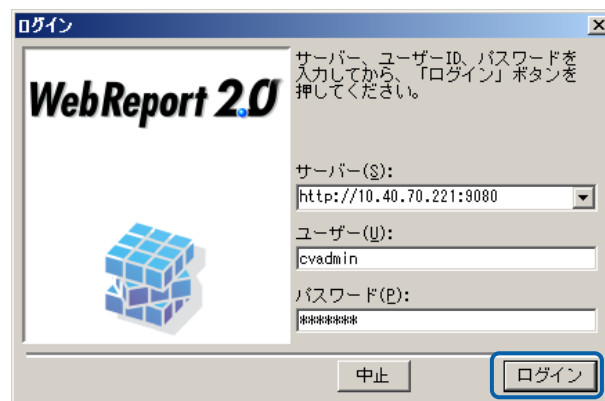 ログイン
WebReport 2.0
サーバー、ユーザーID、パスワードを
入力してから、「ログイン」ボタンを
押してください。
サーバー(S):
http://10.40.70.221:9080
ユーザー(U):
cvadmin
パスワード(P):
*******
中止
ログイン